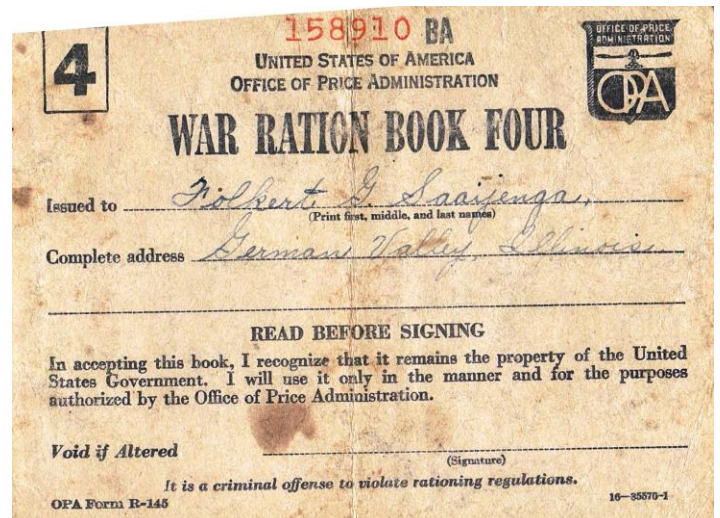 158910 BA
4
UNITED STATES OF AMERICA
OFFICE OF PRICE ADMINISTRATION
OFFICE OF PRICE
ADMINISTRATION
OPA
WAR RATION BOOK FOUR
Issued to Folkert G. Saaijenga,
(Print first, middle, and last names)
Complete address German Valley, Illinois
READ BEFORE SIGNING
In accepting this book, I recognize that it remains the property of the United
States Government. I will use it only in the manner and for the purposes
authorized by the Office of Price Administration.
Void if Altered
(Signature)
It is a criminal offense to violate rationing regulations.
OPA Form R-145
16—35570-1